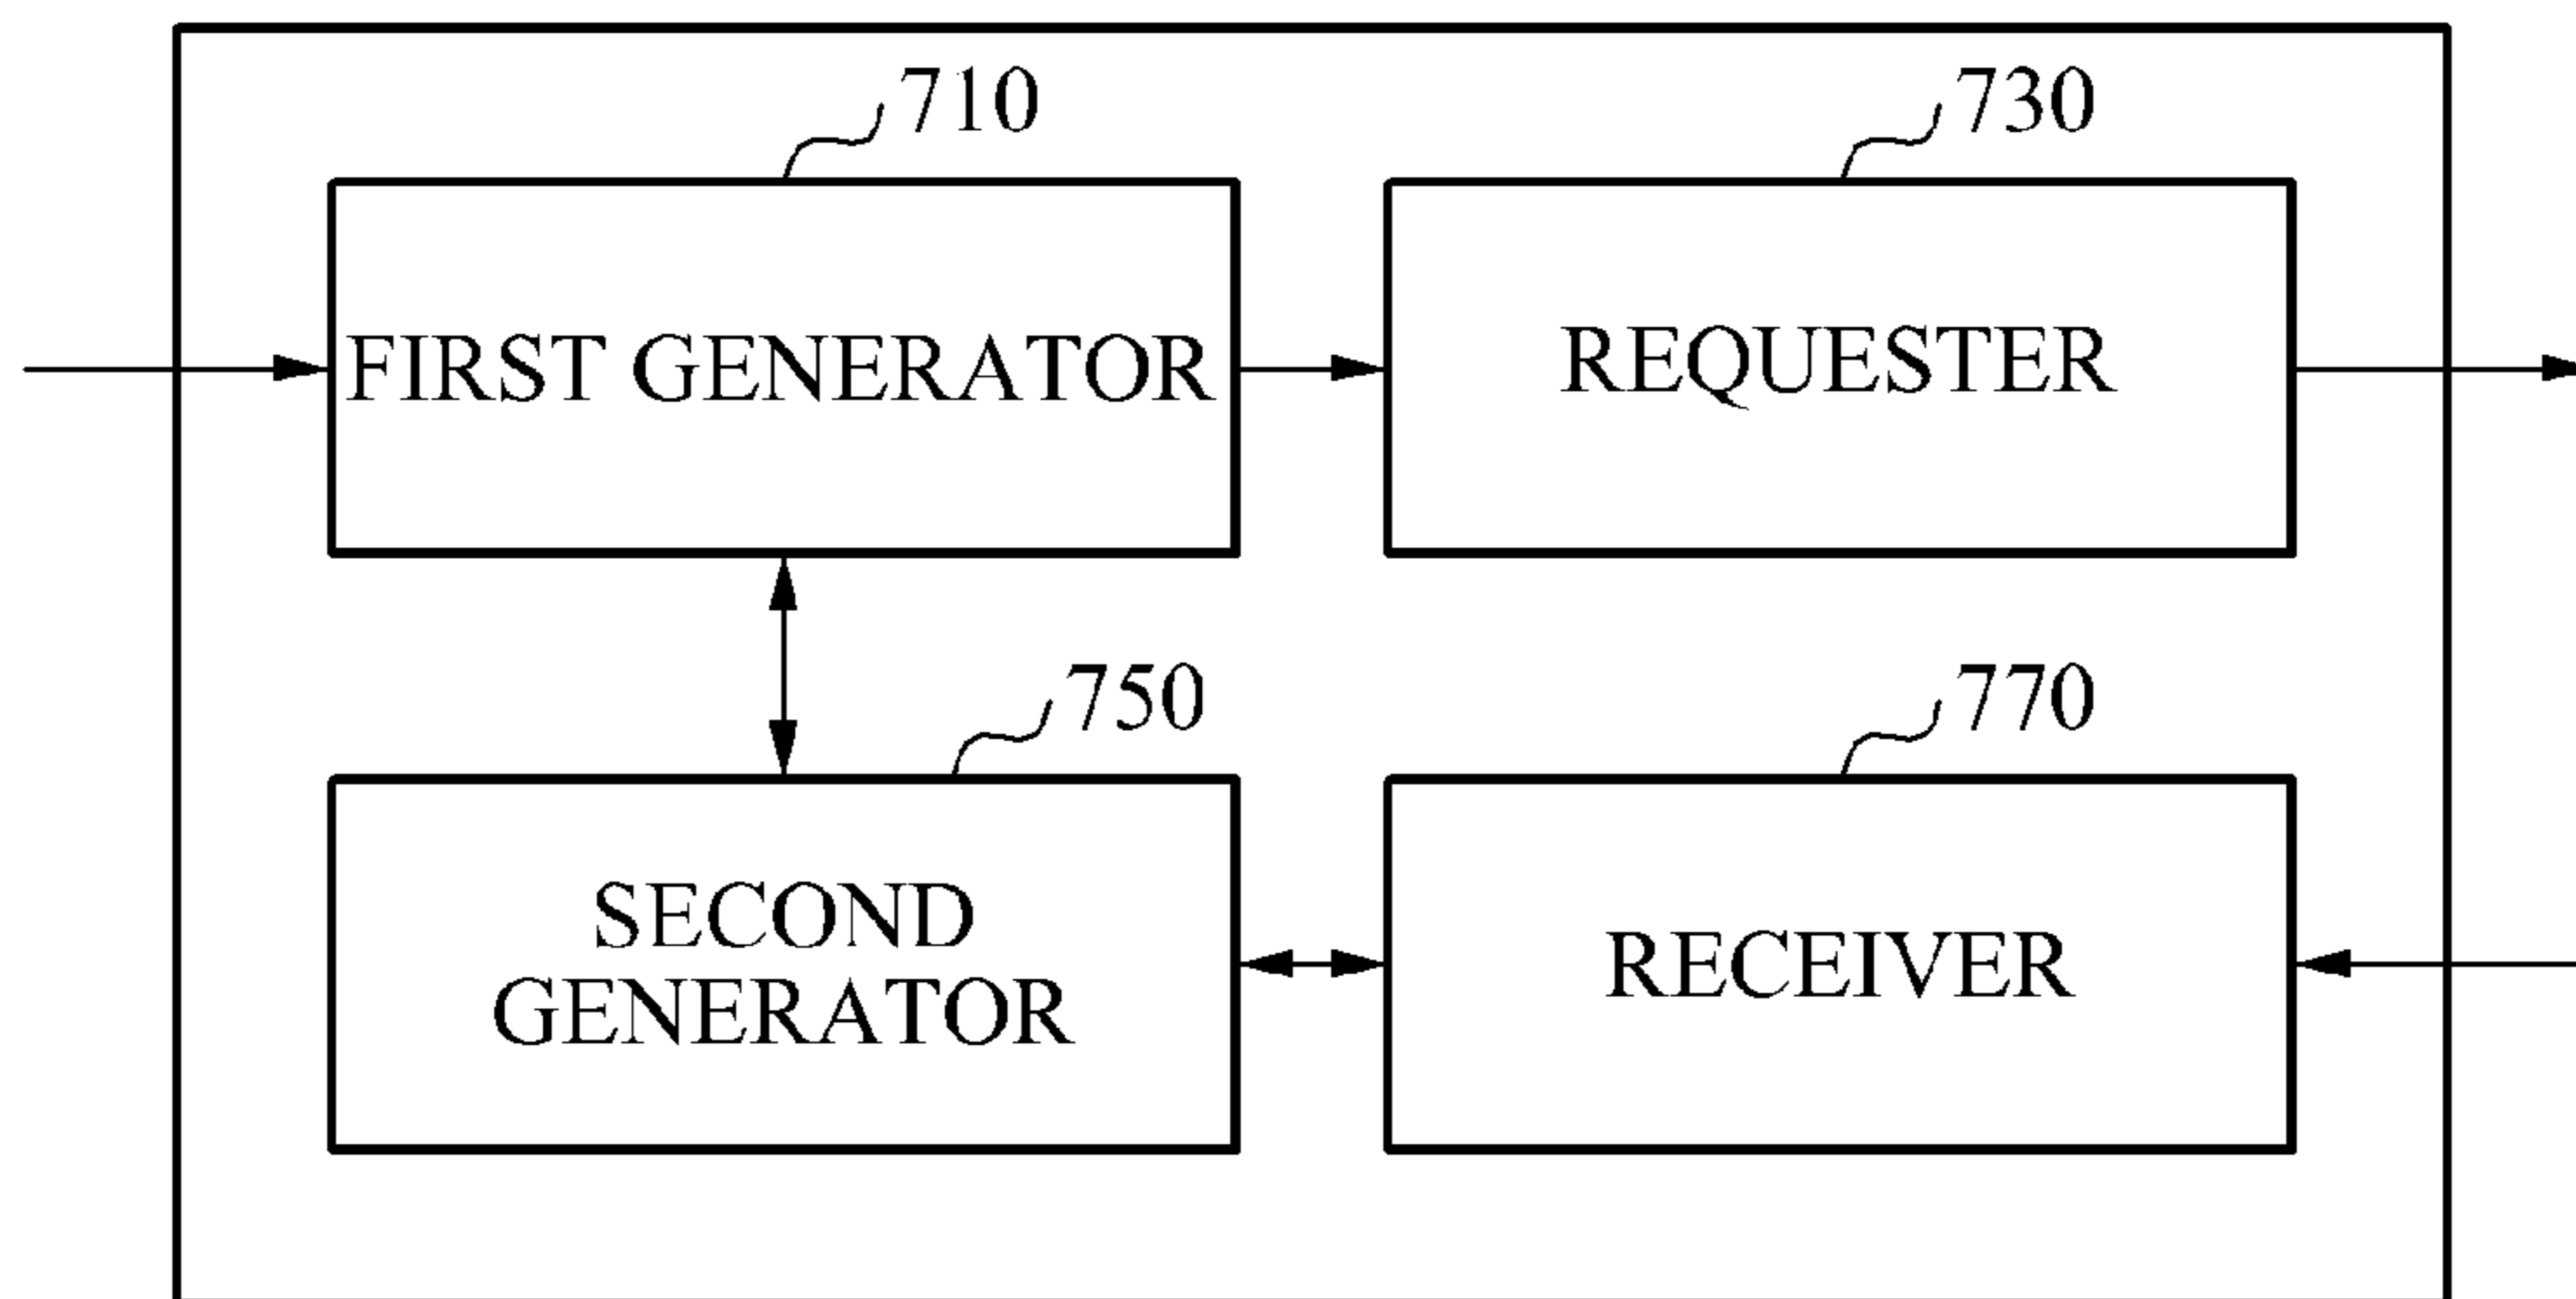 710
730
FIRST GENERATOR
REQUESTER
750
770
SECOND
GENERATOR
RECEIVER